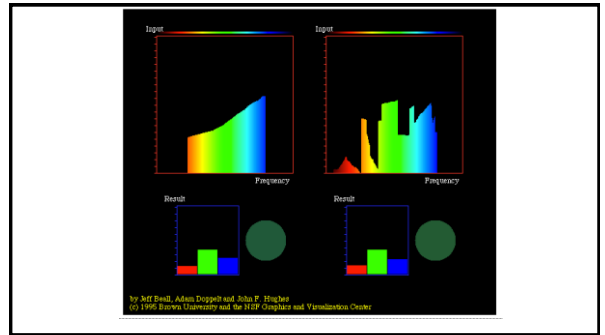 Input
Input
Frequency
Frequency
Result
Result
by Jeff Beall, Adam Doppelt and John F. Hughes
(c) 1995 Brown University and the NSF Graphics and Visualization Center